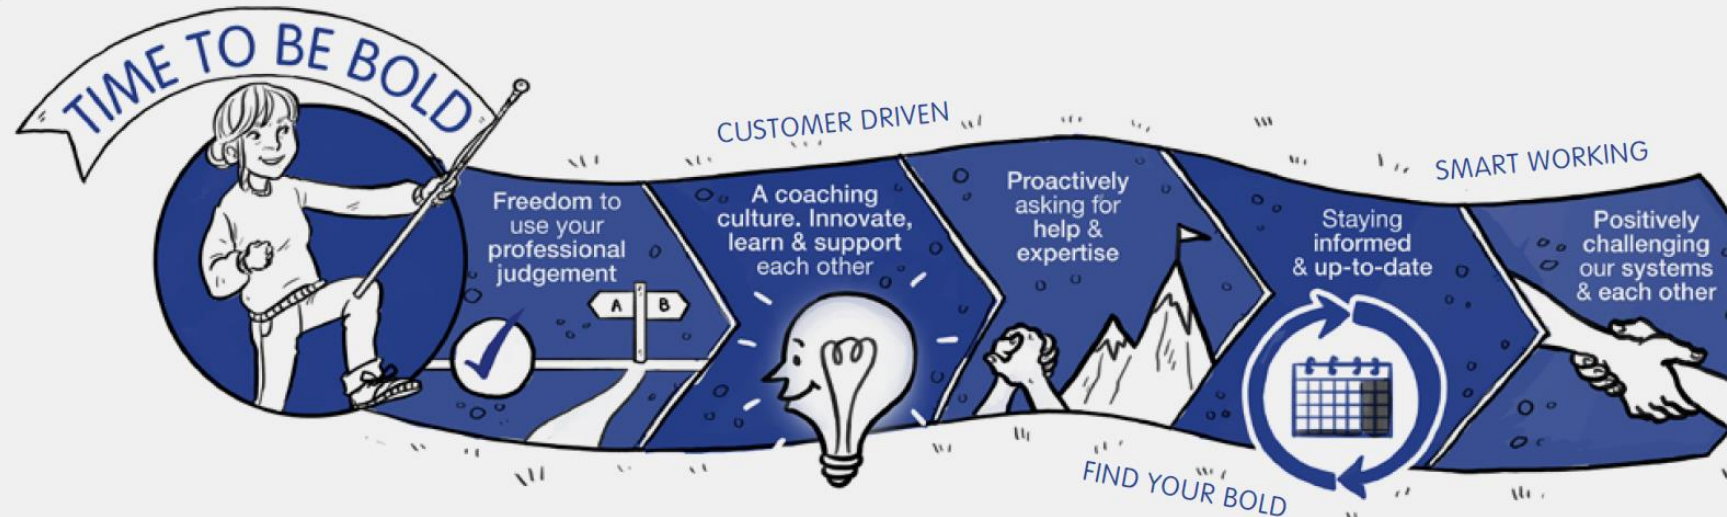 TIME TO BE BOLD
CUSTOMER DRIVEN
SMART WORKING
Freedom to
use your
professional
judgement
A
B
A coaching
culture. Innovate,
learn & support
each other
Proactively
asking for
help &
expertise
Staying
informed
& up-to-date
Positively
challenging
our systems
& each other
FIND YOUR BOLD